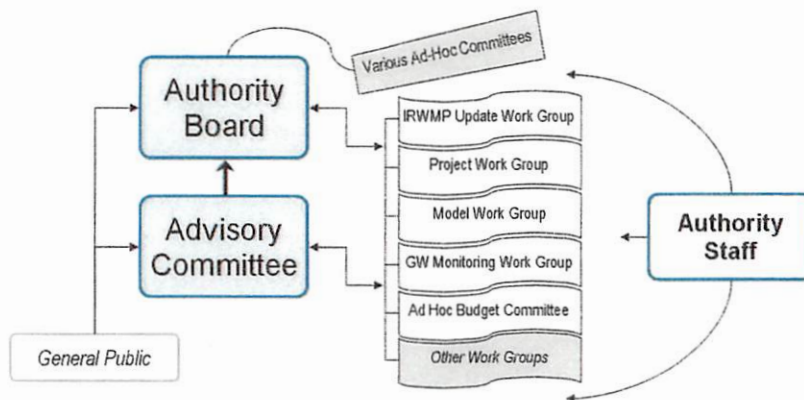 Various Ad-Hoc Committees
Authority
Board
IRWMP Update Work Group
Project Work Group
Model Work Group
Advisory
Committee
GW Monitoring Work Group
Ad Hoc Budget Committee
Other Work Groups
Authority
Staff
General Public